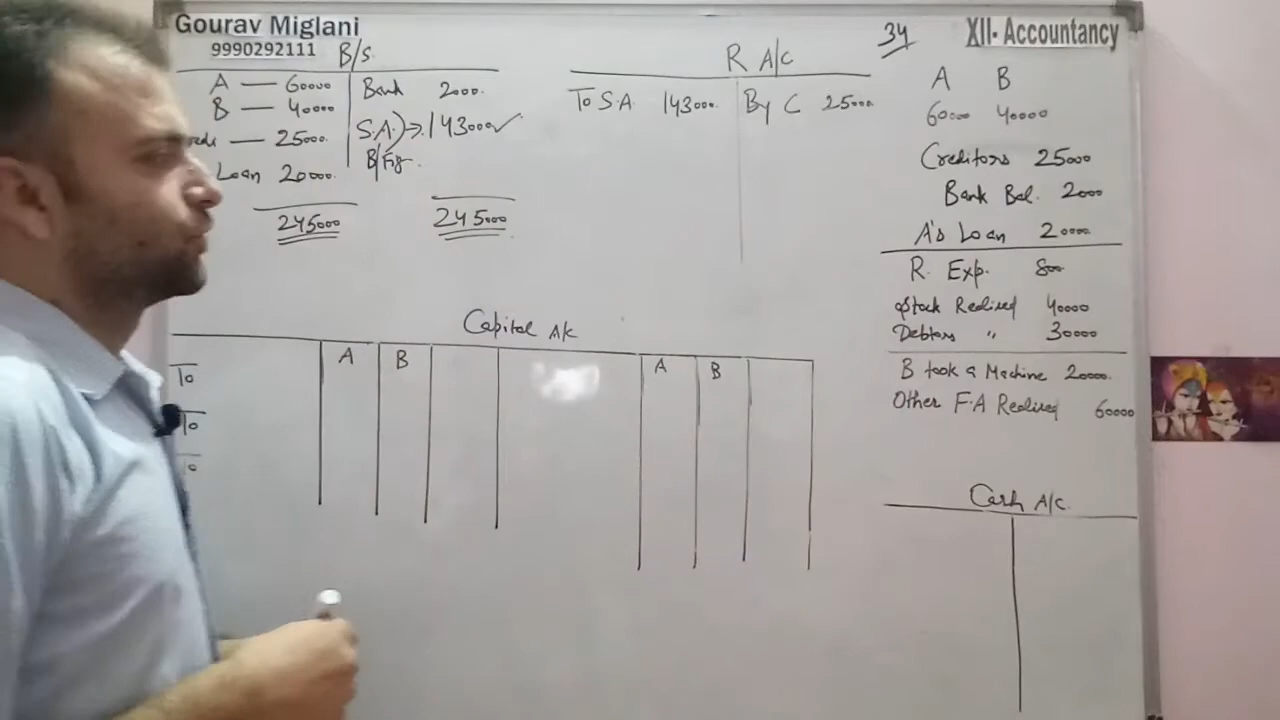 Gourav Miglani
9990292111
34
XII- Accountancy
B/S
A — 60000
B — 40000
— 25000
Loan 20000
245000
Bank 2000
S.A. → 143000 ✓
B/Fig.
245000
R A/C
To S.A. 143000
By C 25000
A B
60000 40000
Creditors 25000
Bank Bal. 2000
A's Loan 20000
R. Exp. 800
Stock Realised 40000
Debtors " 30000
B took a Machine 20000
Other F.A Realised 60000
Capital A/c
A B
A B
To
To
To
Cash A/C.